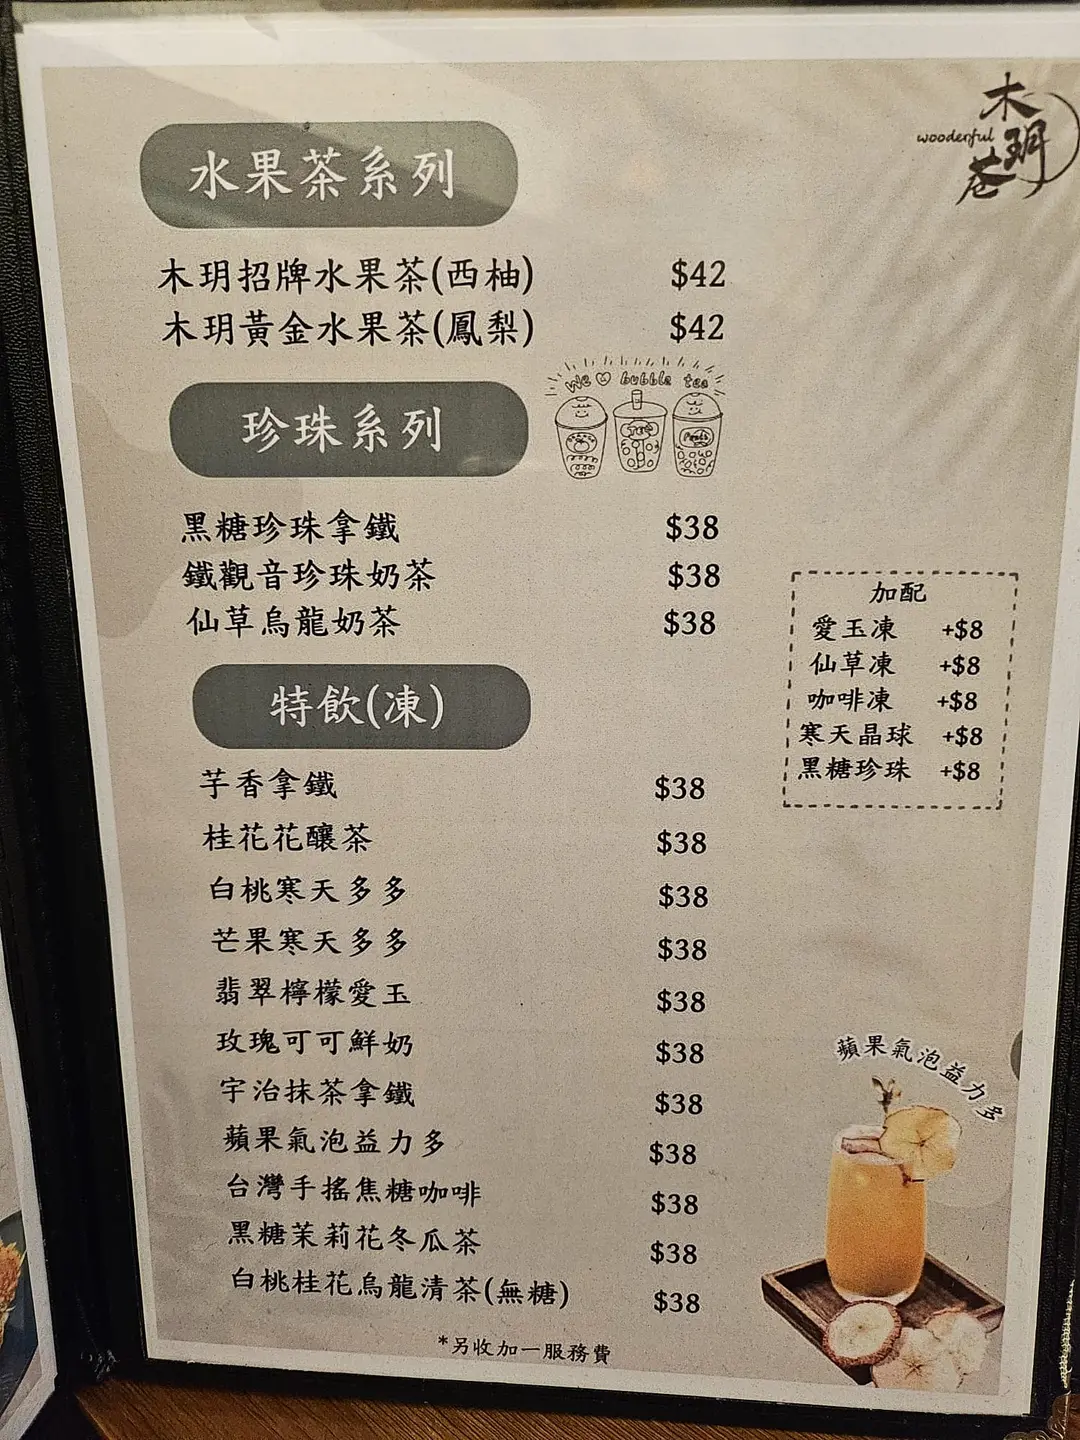 木玥巷
wooderful
水果茶系列
木玥招牌水果茶(西柚) $42
木玥黃金水果茶(鳳梨) $42
珍珠系列
We bubble tea
黑糖珍珠拿鐵 $38
鐵觀音珍珠奶茶 $38
仙草烏龍奶茶 $38
加配
愛玉凍 +$8
仙草凍 +$8
咖啡凍 +$8
寒天晶球 +$8
黑糖珍珠 +$8
特飲(凍)
芋香拿鐵 $38
桂花花釀茶 $38
白桃寒天多多 $38
芒果寒天多多 $38
翡翠檸檬愛玉 $38
玫瑰可可鮮奶 $38
宇治抹茶拿鐵 $38
蘋果氣泡益力多 $38
台灣手搖焦糖咖啡 $38
黑糖茉莉花冬瓜茶 $38
白桃桂花烏龍清茶(無糖) $38
蘋果氣泡益力多
*另收加一服務費